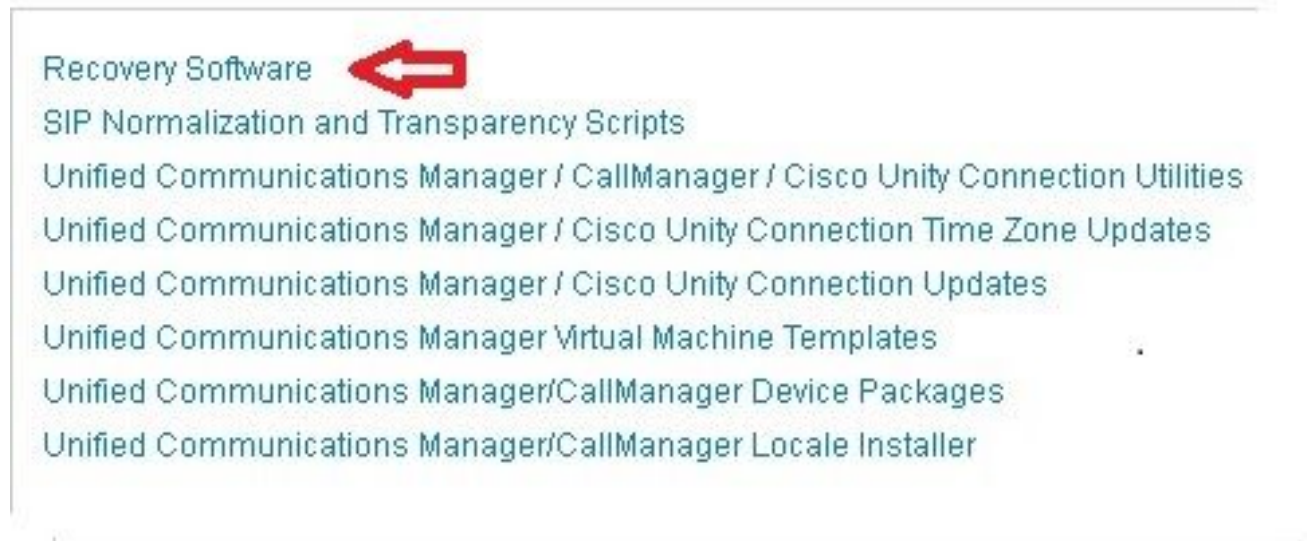 Recovery Software
SIP Normalization and Transparency Scripts
Unified Communications Manager / CallManager / Cisco Unity Connection Utilities
Unified Communications Manager / Cisco Unity Connection Time Zone Updates
Unified Communications Manager / Cisco Unity Connection Updates
Unified Communications Manager Virtual Machine Templates
Unified Communications Manager/CallManager Device Packages
Unified Communications Manager/CallManager Locale Installer